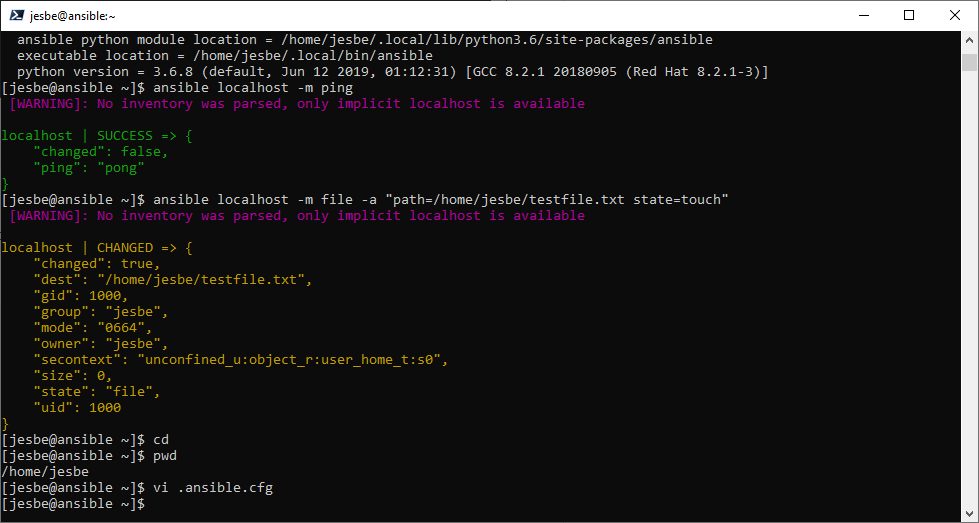 jesbe@ansible:~
  ansible python module location = /home/jesbe/.local/lib/python3.6/site-packages/ansible
  executable location = /home/jesbe/.local/bin/ansible
  python version = 3.6.8 (default, Jun 12 2019, 01:12:31) [GCC 8.2.1 20180905 (Red Hat 8.2.1-3)]
[jesbe@ansible ~]$ ansible localhost -m ping
 [WARNING]: No inventory was parsed, only implicit localhost is available

localhost | SUCCESS => {
    "changed": false,
    "ping": "pong"
}
[jesbe@ansible ~]$ ansible localhost -m file -a "path=/home/jesbe/testfile.txt state=touch"
 [WARNING]: No inventory was parsed, only implicit localhost is available

localhost | CHANGED => {
    "changed": true,
    "dest": "/home/jesbe/testfile.txt",
    "gid": 1000,
    "group": "jesbe",
    "mode": "0664",
    "owner": "jesbe",
    "secontext": "unconfined_u:object_r:user_home_t:s0",
    "size": 0,
    "state": "file",
    "uid": 1000
}
[jesbe@ansible ~]$ cd
[jesbe@ansible ~]$ pwd
/home/jesbe
[jesbe@ansible ~]$ vi .ansible.cfg
[jesbe@ansible ~]$